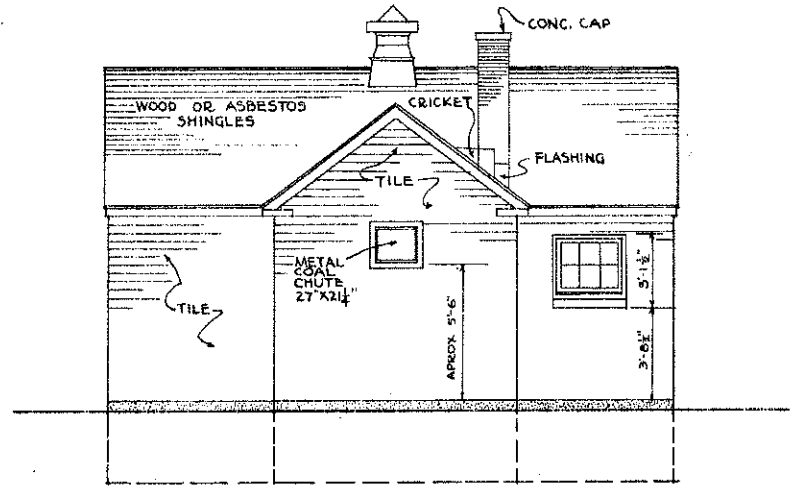 CONC. CAP
WOOD OR ASBESTOS
SHINGLES
CRICKET
FLASHING
TILE
METAL
COAL
CHUTE
27"X21¼"
TILE
APROX 5'-6"
3'-1½"
3'-8½"